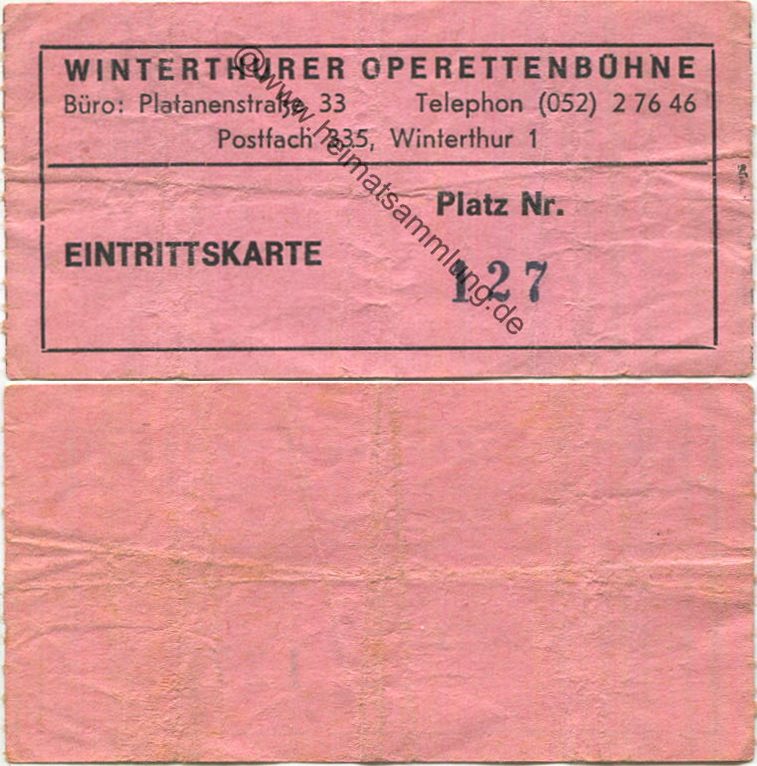 WINTERTHURER OPERETTENBÜHNE
Büro: Platanenstraße 33 Telephon (052) 2 76 46
Postfach 335, Winterthur 1
Platz Nr.
EINTRITTSKARTE
127
©www.heimatsammlung.de